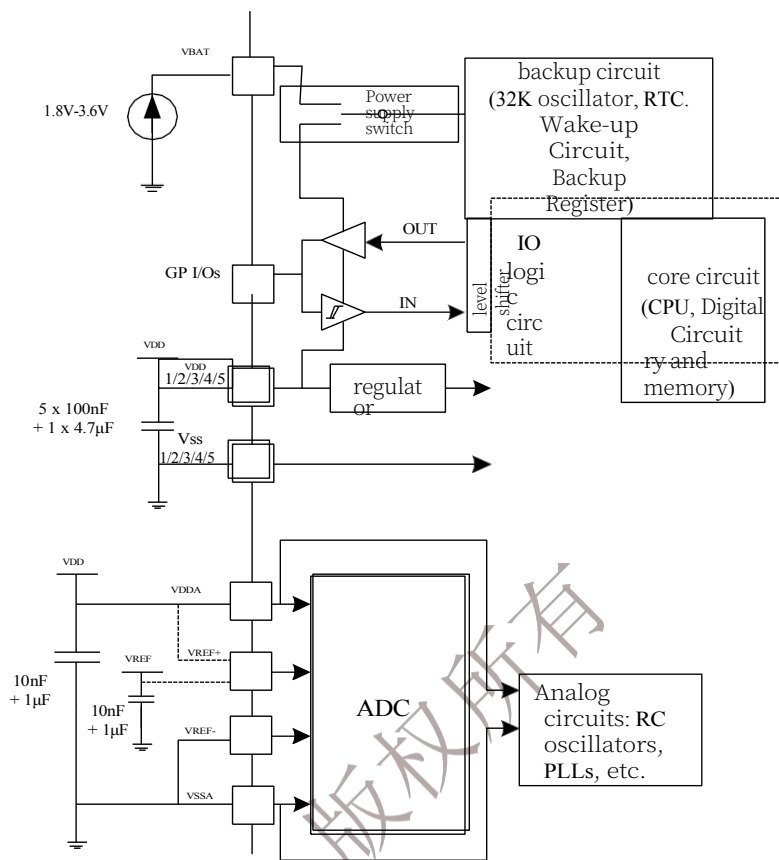 VBAT
1.8V-3.6V
Power
supply
switch
backup circuit
(32K oscillator, RTC.
Wake-up
Circuit,
Backup
Register)
OUT
GP I/Os
IN
level
shifter
IO
logi
c
circ
uit
core circuit
(CPU, Digital
Circuit
ry and
memory)
VDD
VDD
1/2/3/4/5
regulat
or
5 x 100nF
+ 1 x 4.7μF
Vss
1/2/3/4/5
VDD
VDDA
VREF+
VREF
10nF
+ 1μF
10nF
+ 1μF
VREF-
VSSA
ADC
Analog
circuits: RC
oscillators,
PLLs, etc.
版权所有